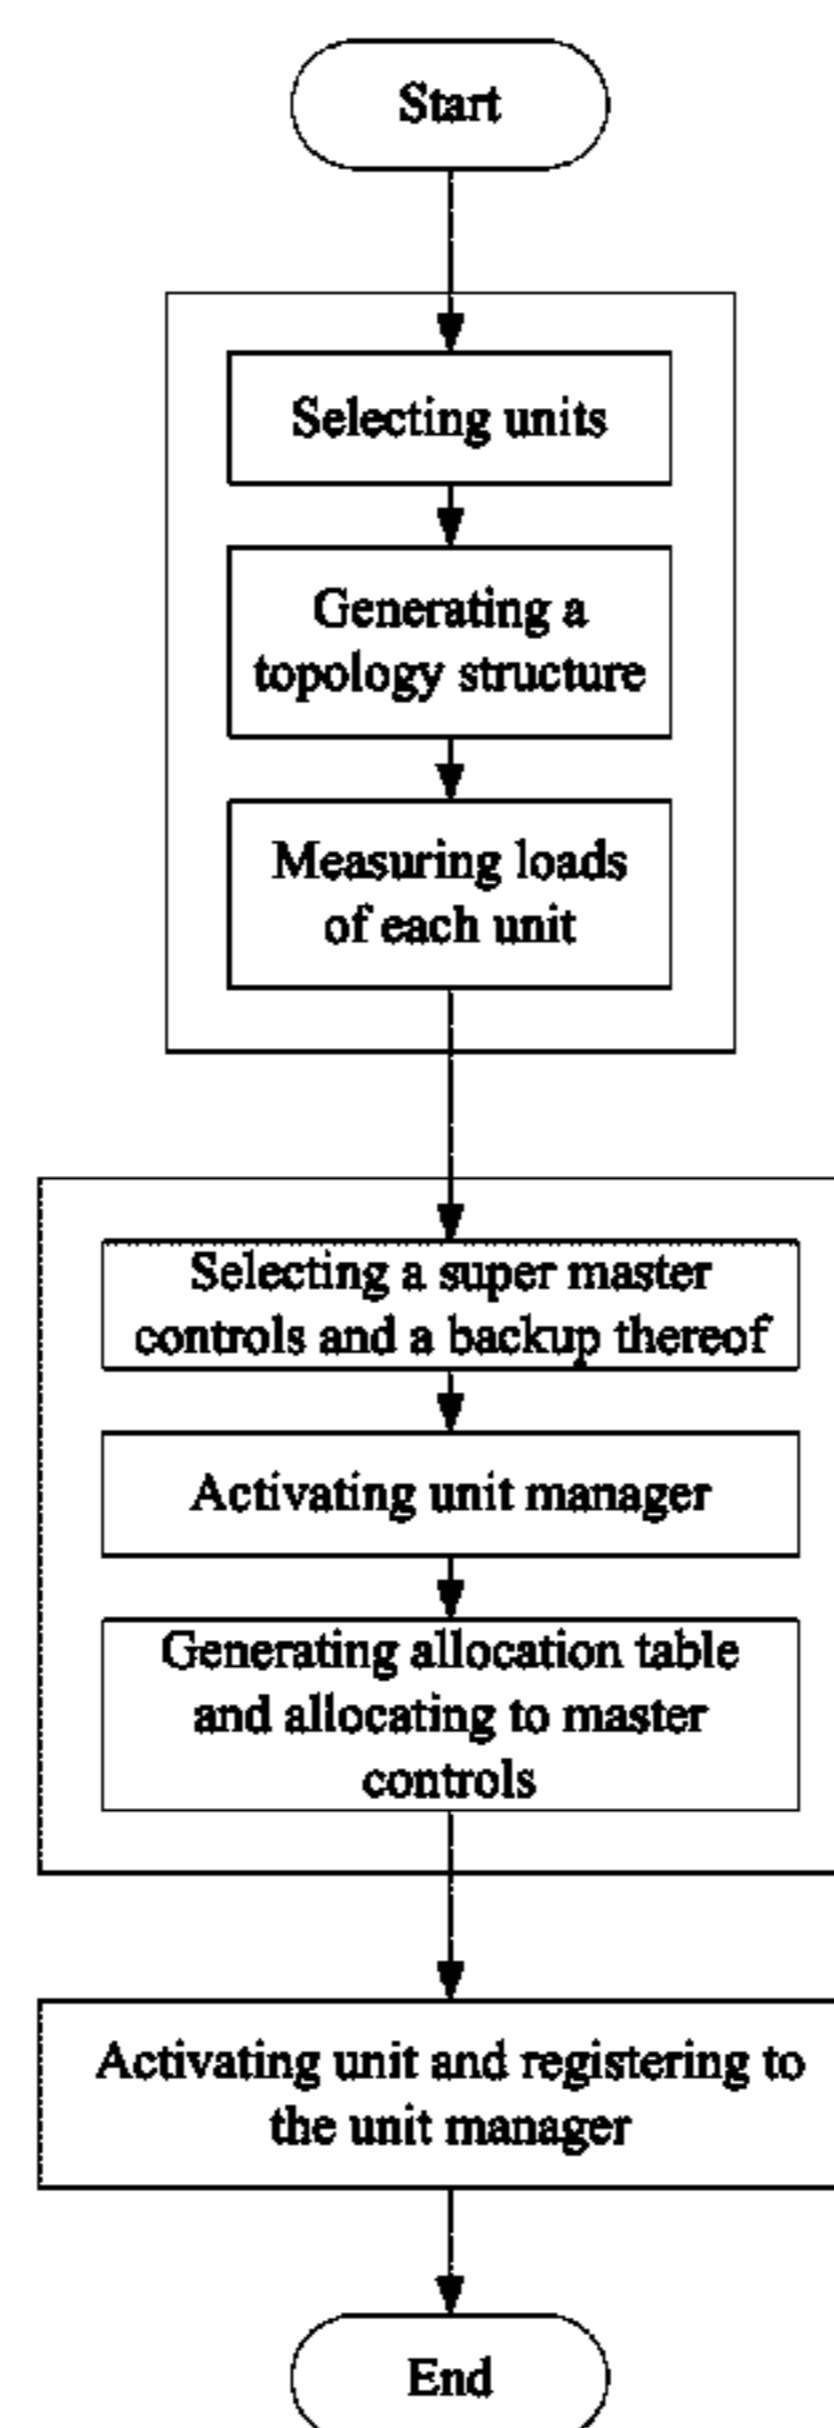 Start
Selecting units
Generating a
topology structure
Measuring loads
of each unit
Selecting a super master
controls and a backup thereof
Activating unit manager
Generating allocation table
and allocating to master
controls
Activating unit and registering to
the unit manager
End